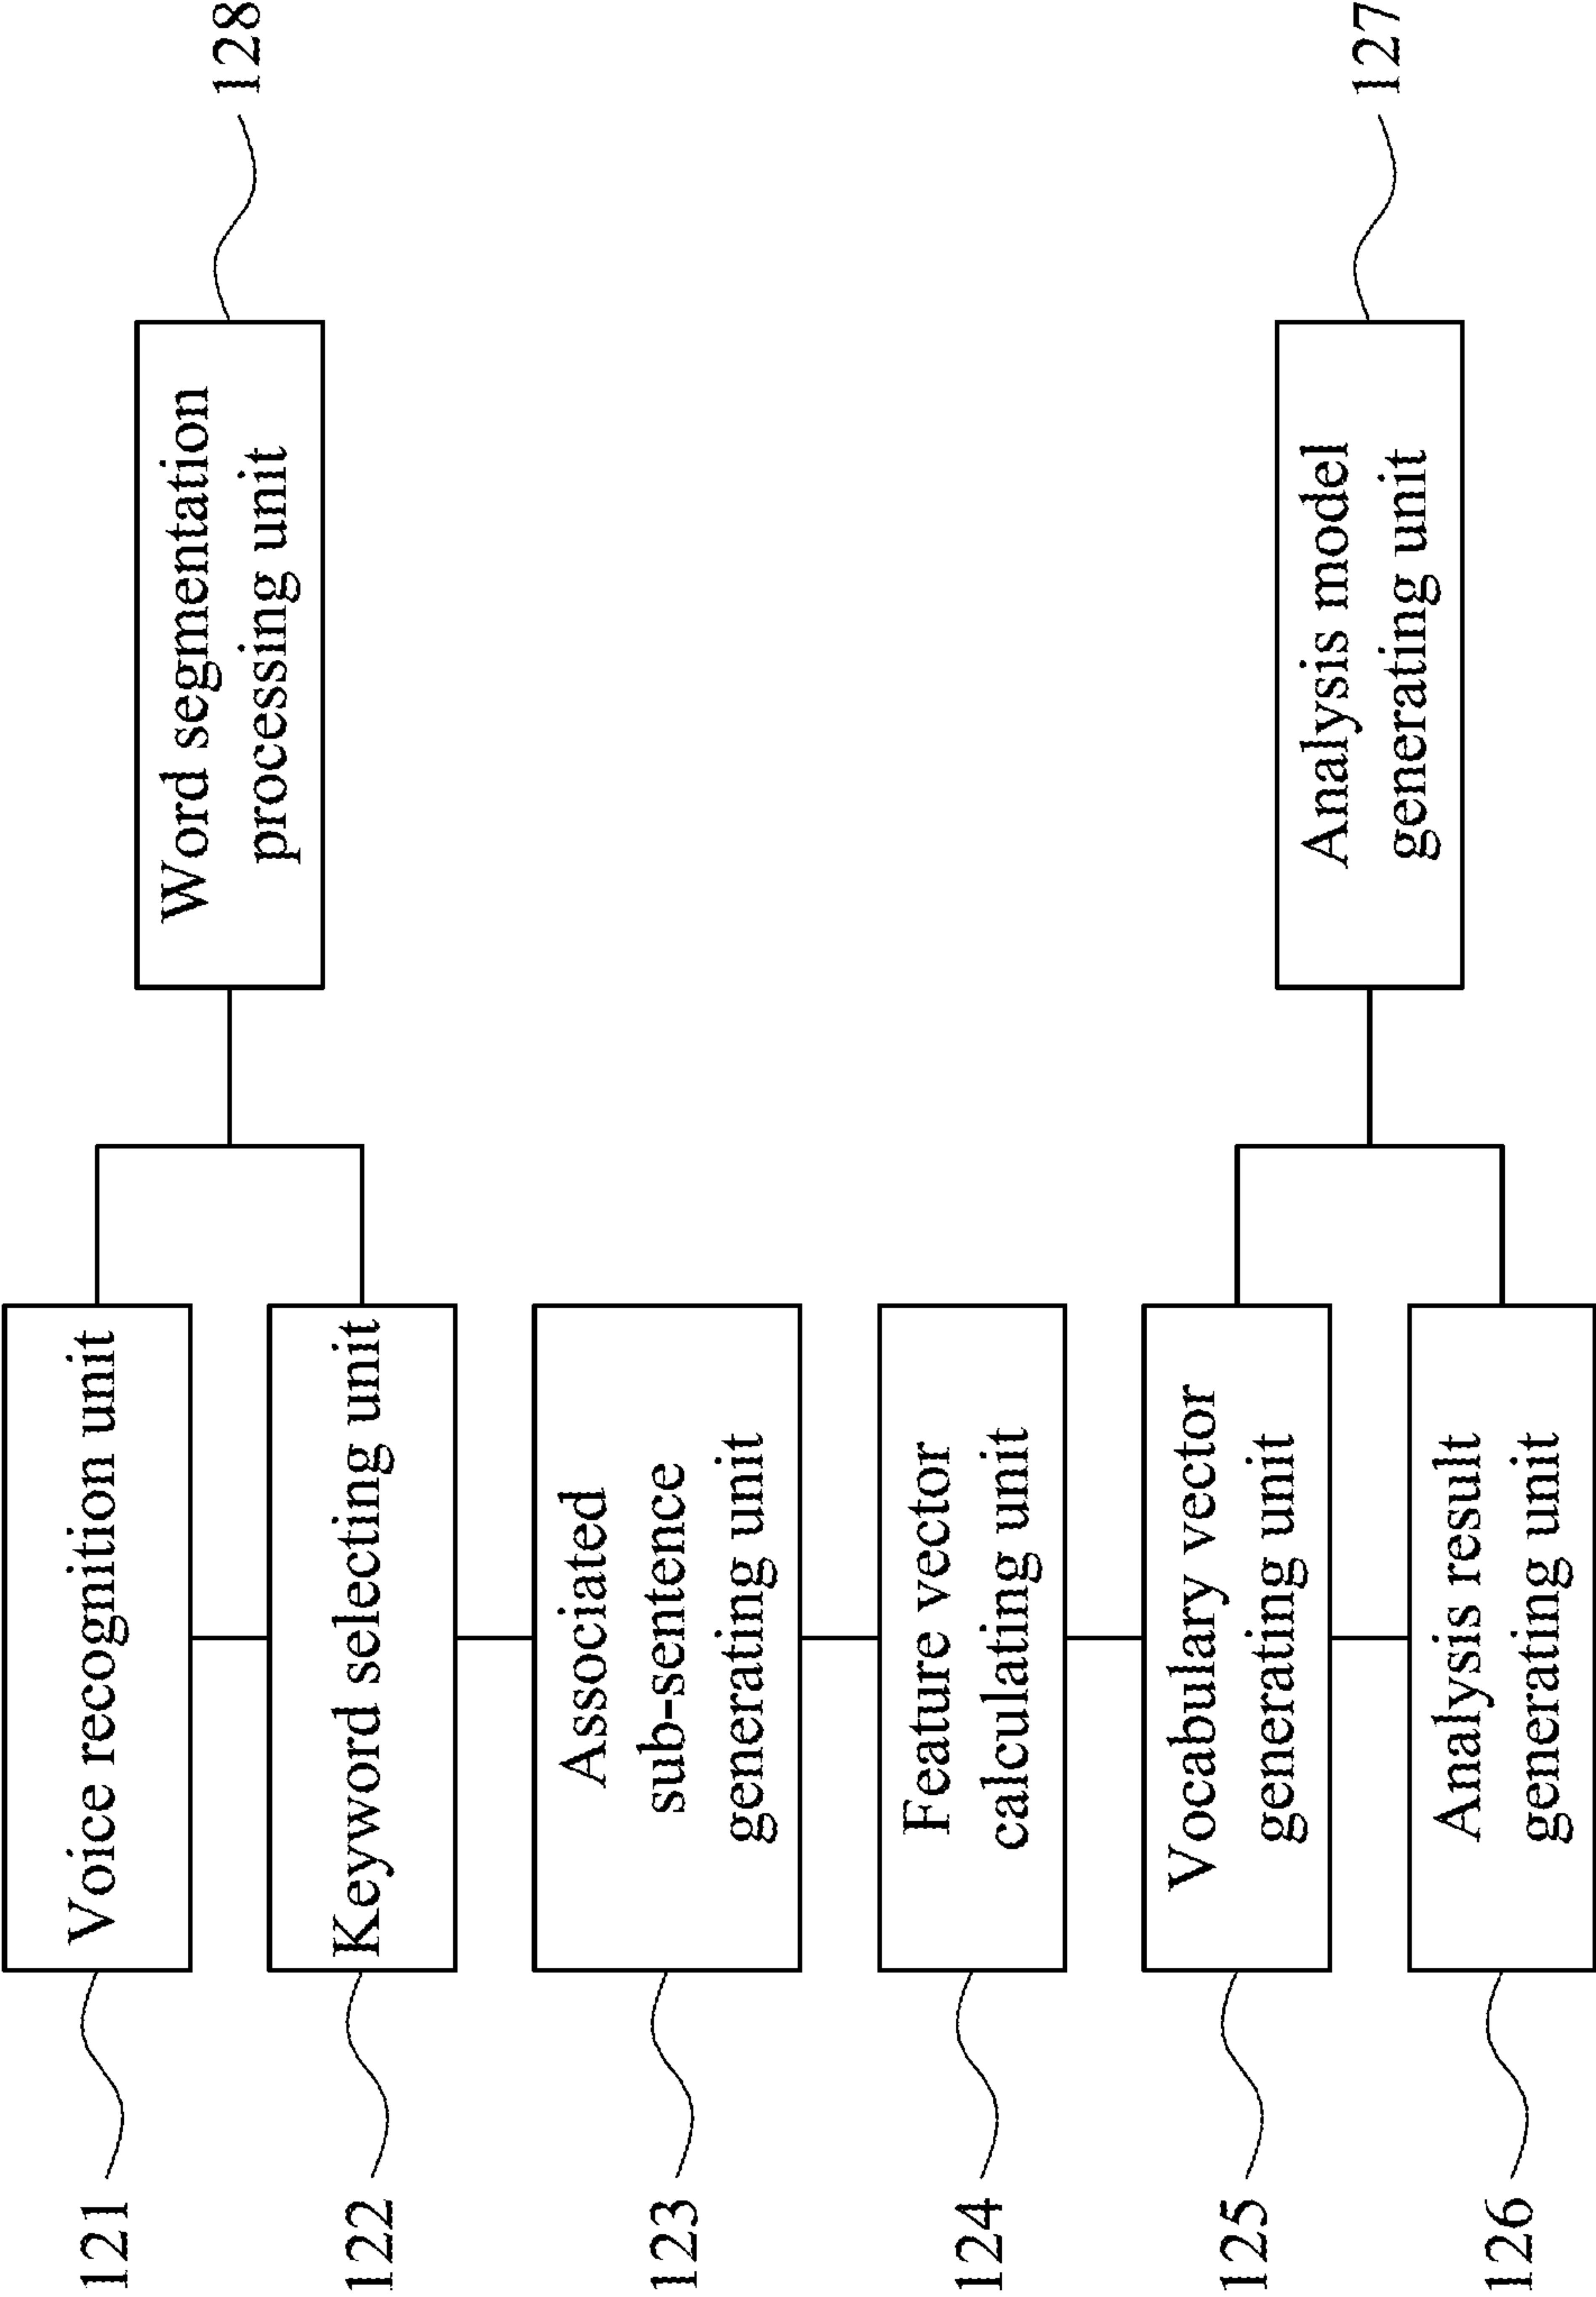 121
Voice recognition unit
122
Keyword selecting unit
Word segmentation
processing unit
128
123
Associated
sub-sentence
generating unit
124
Feature vector
calculating unit
125
Vocabulary vector
generating unit
126
Analysis result
generating unit
Analysis model
generating unit
127